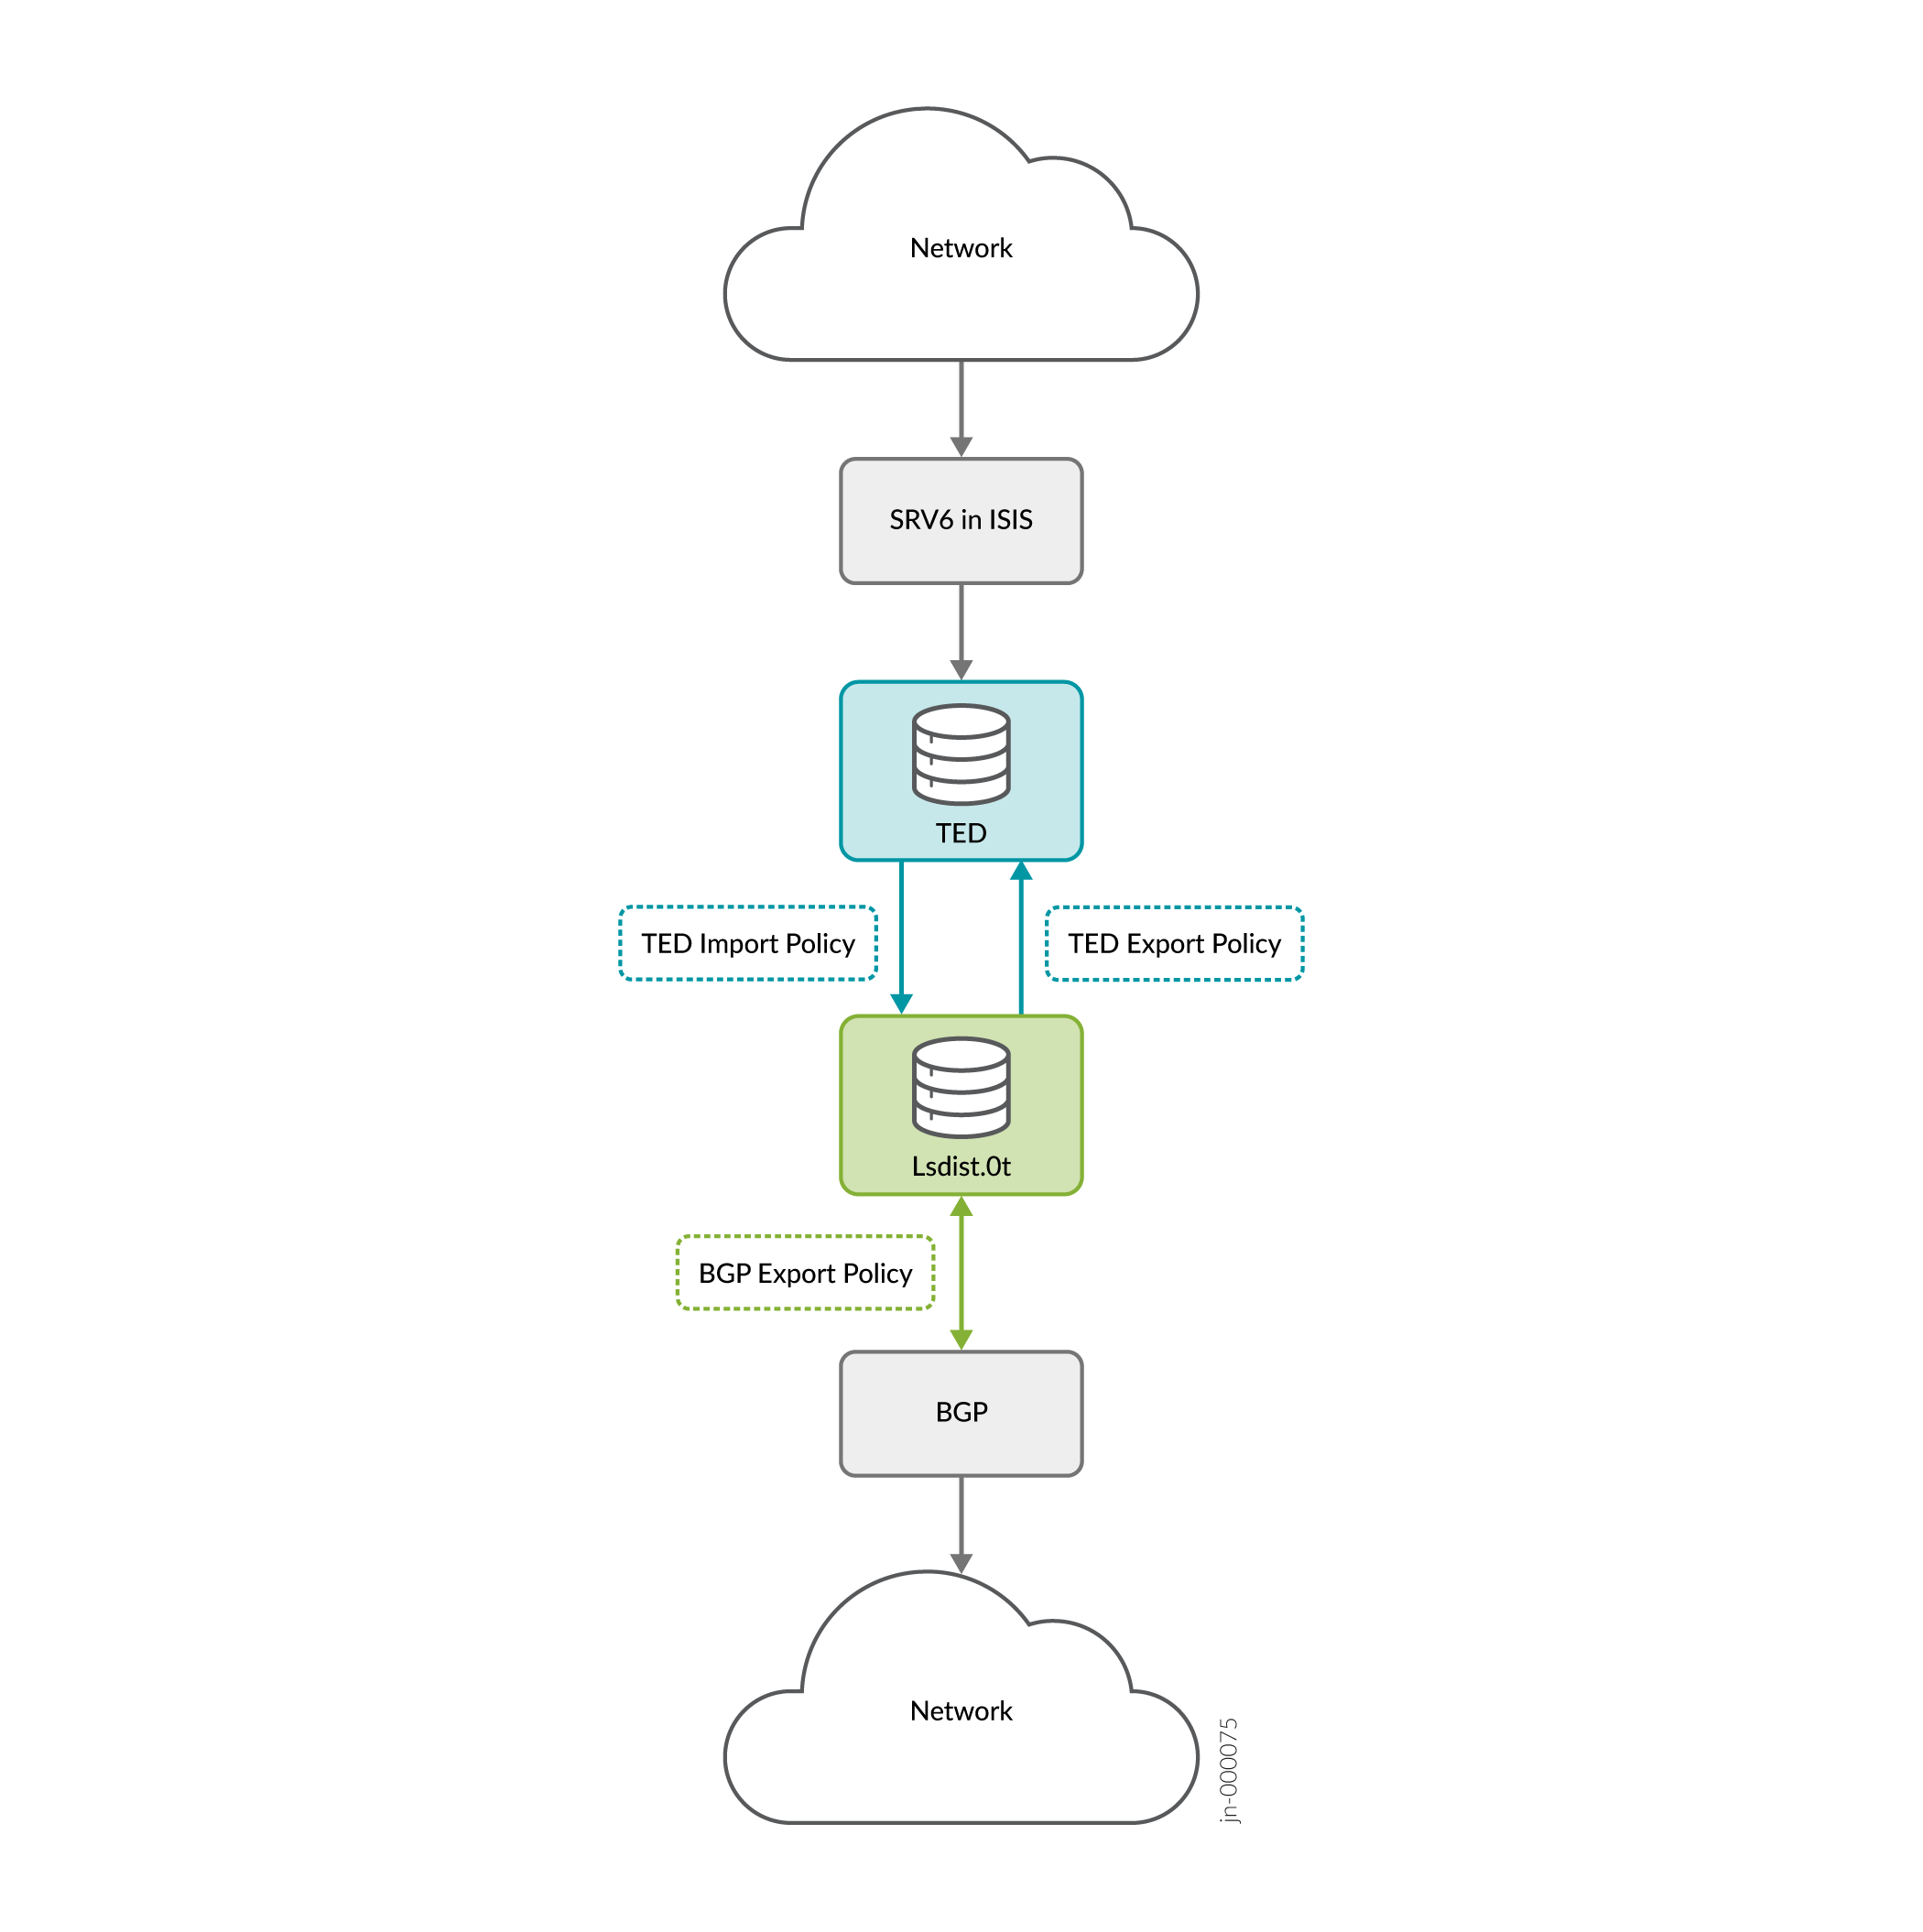 Network
SRV6 in ISIS
TED
TED Import Policy
TED Export Policy
Lsdist.0t
BGP Export Policy
BGP
Network
jn-000075